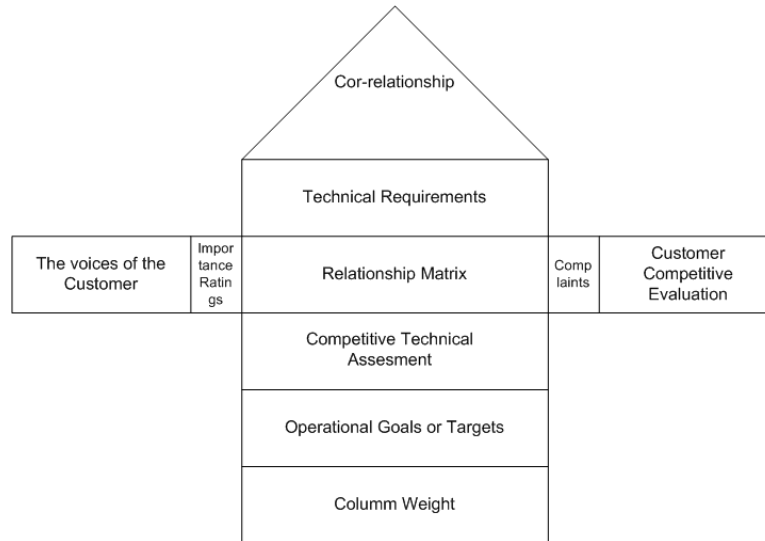 Cor-relationship
Technical Requirements
The voices of the
Customer
Impor
tance
Ratin
gs
Relationship Matrix
Comp
laints
Customer
Competitive
Evaluation
Competitive Technical
Assesment
Operational Goals or Targets
Columm Weight